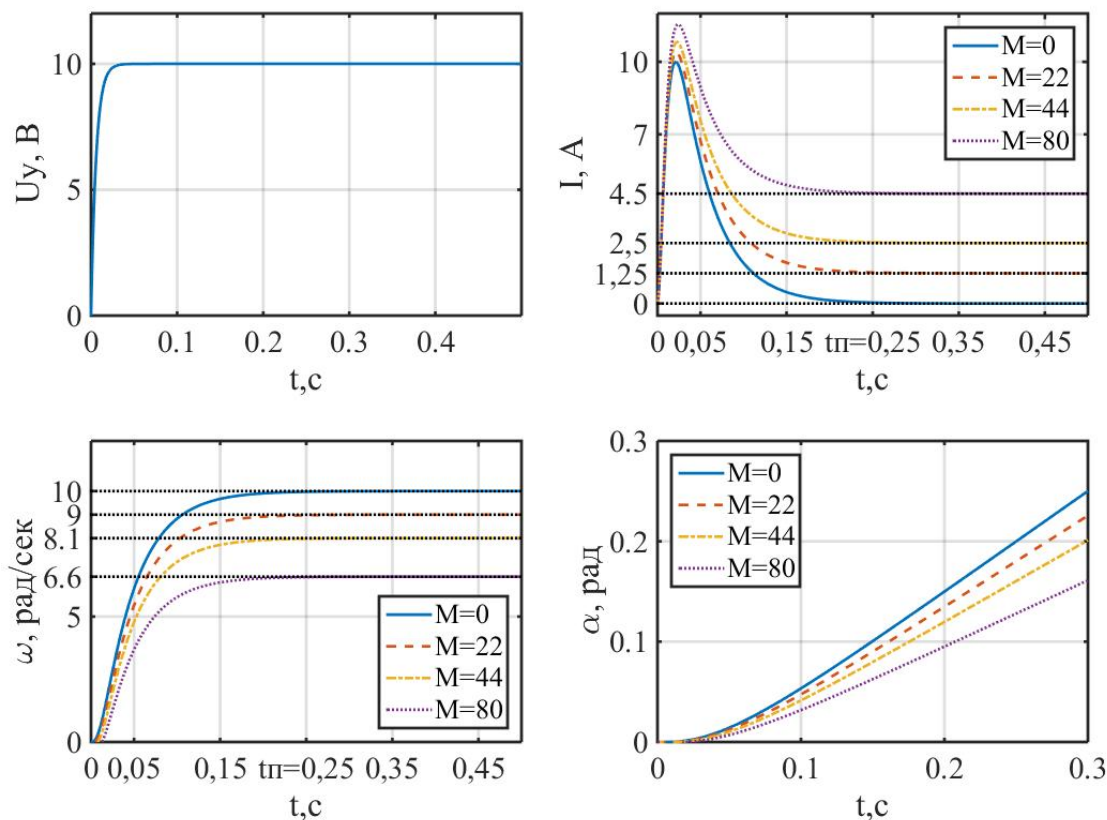 Uy, В
10
5
0
0 0.1 0.2 0.3 0.4
t,c
I, А
10
7
4.5
2,5
1,25
0
0 0,05 0,15 tп=0,25 0,35 0,45
t,c
M=0
M=22
M=44
M=80
ω, рад/сек
10
9
8.1
6.6
5
0
0 0,05 0,15 tп=0,25 0,35 0,45
t,c
M=0
M=22
M=44
M=80
α, рад
0.3
0.2
0.1
0
0 0.1 0.2 0.3
t,c
M=0
M=22
M=44
M=80